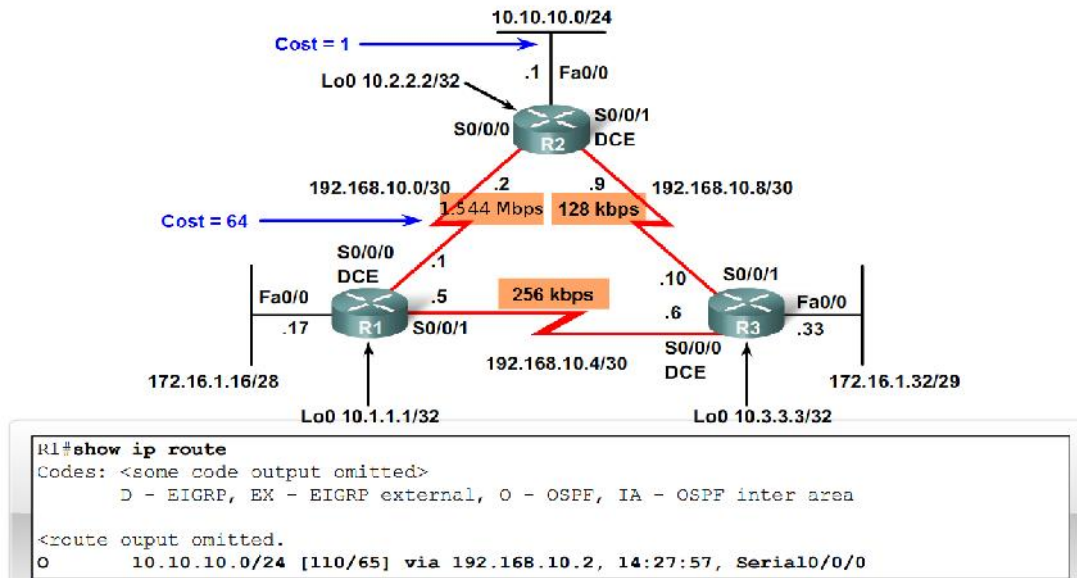 10.10.10.0/24
Cost = 1
.1 Fa0/0
Lo0 10.2.2.2/32
S0/0/0
S0/0/1
DCE
R2
192.168.10.0/30
.2
.9
192.168.10.8/30
1.544 Mbps
128 kbps
Cost = 64
S0/0/0
DCE
.1
.10
S0/0/1
Fa0/0
.5
256 kbps
.6
Fa0/0
.17
R1
S0/0/1
R3
.33
192.168.10.4/30
S0/0/0
DCE
172.16.1.16/28
172.16.1.32/29
Lo0 10.1.1.1/32
Lo0 10.3.3.3/32
R1#show ip route
Codes: <some code output omitted>
D - EIGRP, EX - EIGRP external, O - OSPF, IA - OSPF inter area
<route ouput omitted.
O 10.10.10.0/24 [110/65] via 192.168.10.2, 14:27:57, Serial0/0/0